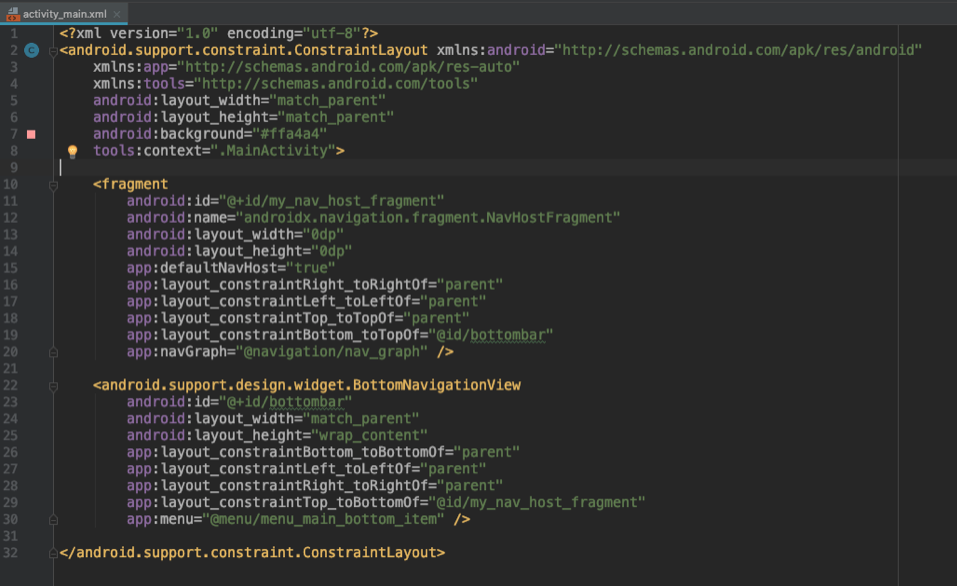 activity_main.xml
1 <?xml version="1.0" encoding="utf-8"?>
2 <android.support.constraint.ConstraintLayout xmlns:android="http://schemas.android.com/apk/res/android"
3 xmlns:app="http://schemas.android.com/apk/res-auto"
4 xmlns:tools="http://schemas.android.com/tools"
5 android:layout_width="match_parent"
6 android:layout_height="match_parent"
7 android:background="#ffa4a4"
8 tools:context=".MainActivity">
9
10 <fragment
11 android:id="@+id/my_nav_host_fragment"
12 android:name="androidx.navigation.fragment.NavHostFragment"
13 android:layout_width="0dp"
14 android:layout_height="0dp"
15 app:defaultNavHost="true"
16 app:layout_constraintRight_toRightOf="parent"
17 app:layout_constraintLeft_toLeftOf="parent"
18 app:layout_constraintTop_toTopOf="parent"
19 app:layout_constraintBottom_toTopOf="@id/bottombar"
20 app:navGraph="@navigation/nav_graph" />
21
22 <android.support.design.widget.BottomNavigationView
23 android:id="@+id/bottombar"
24 android:layout_width="match_parent"
25 android:layout_height="wrap_content"
26 app:layout_constraintBottom_toBottomOf="parent"
27 app:layout_constraintLeft_toLeftOf="parent"
28 app:layout_constraintRight_toRightOf="parent"
29 app:layout_constraintTop_toBottomOf="@id/my_nav_host_fragment"
30 app:menu="@menu/menu_main_bottom_item" />
31
32 </android.support.constraint.ConstraintLayout>